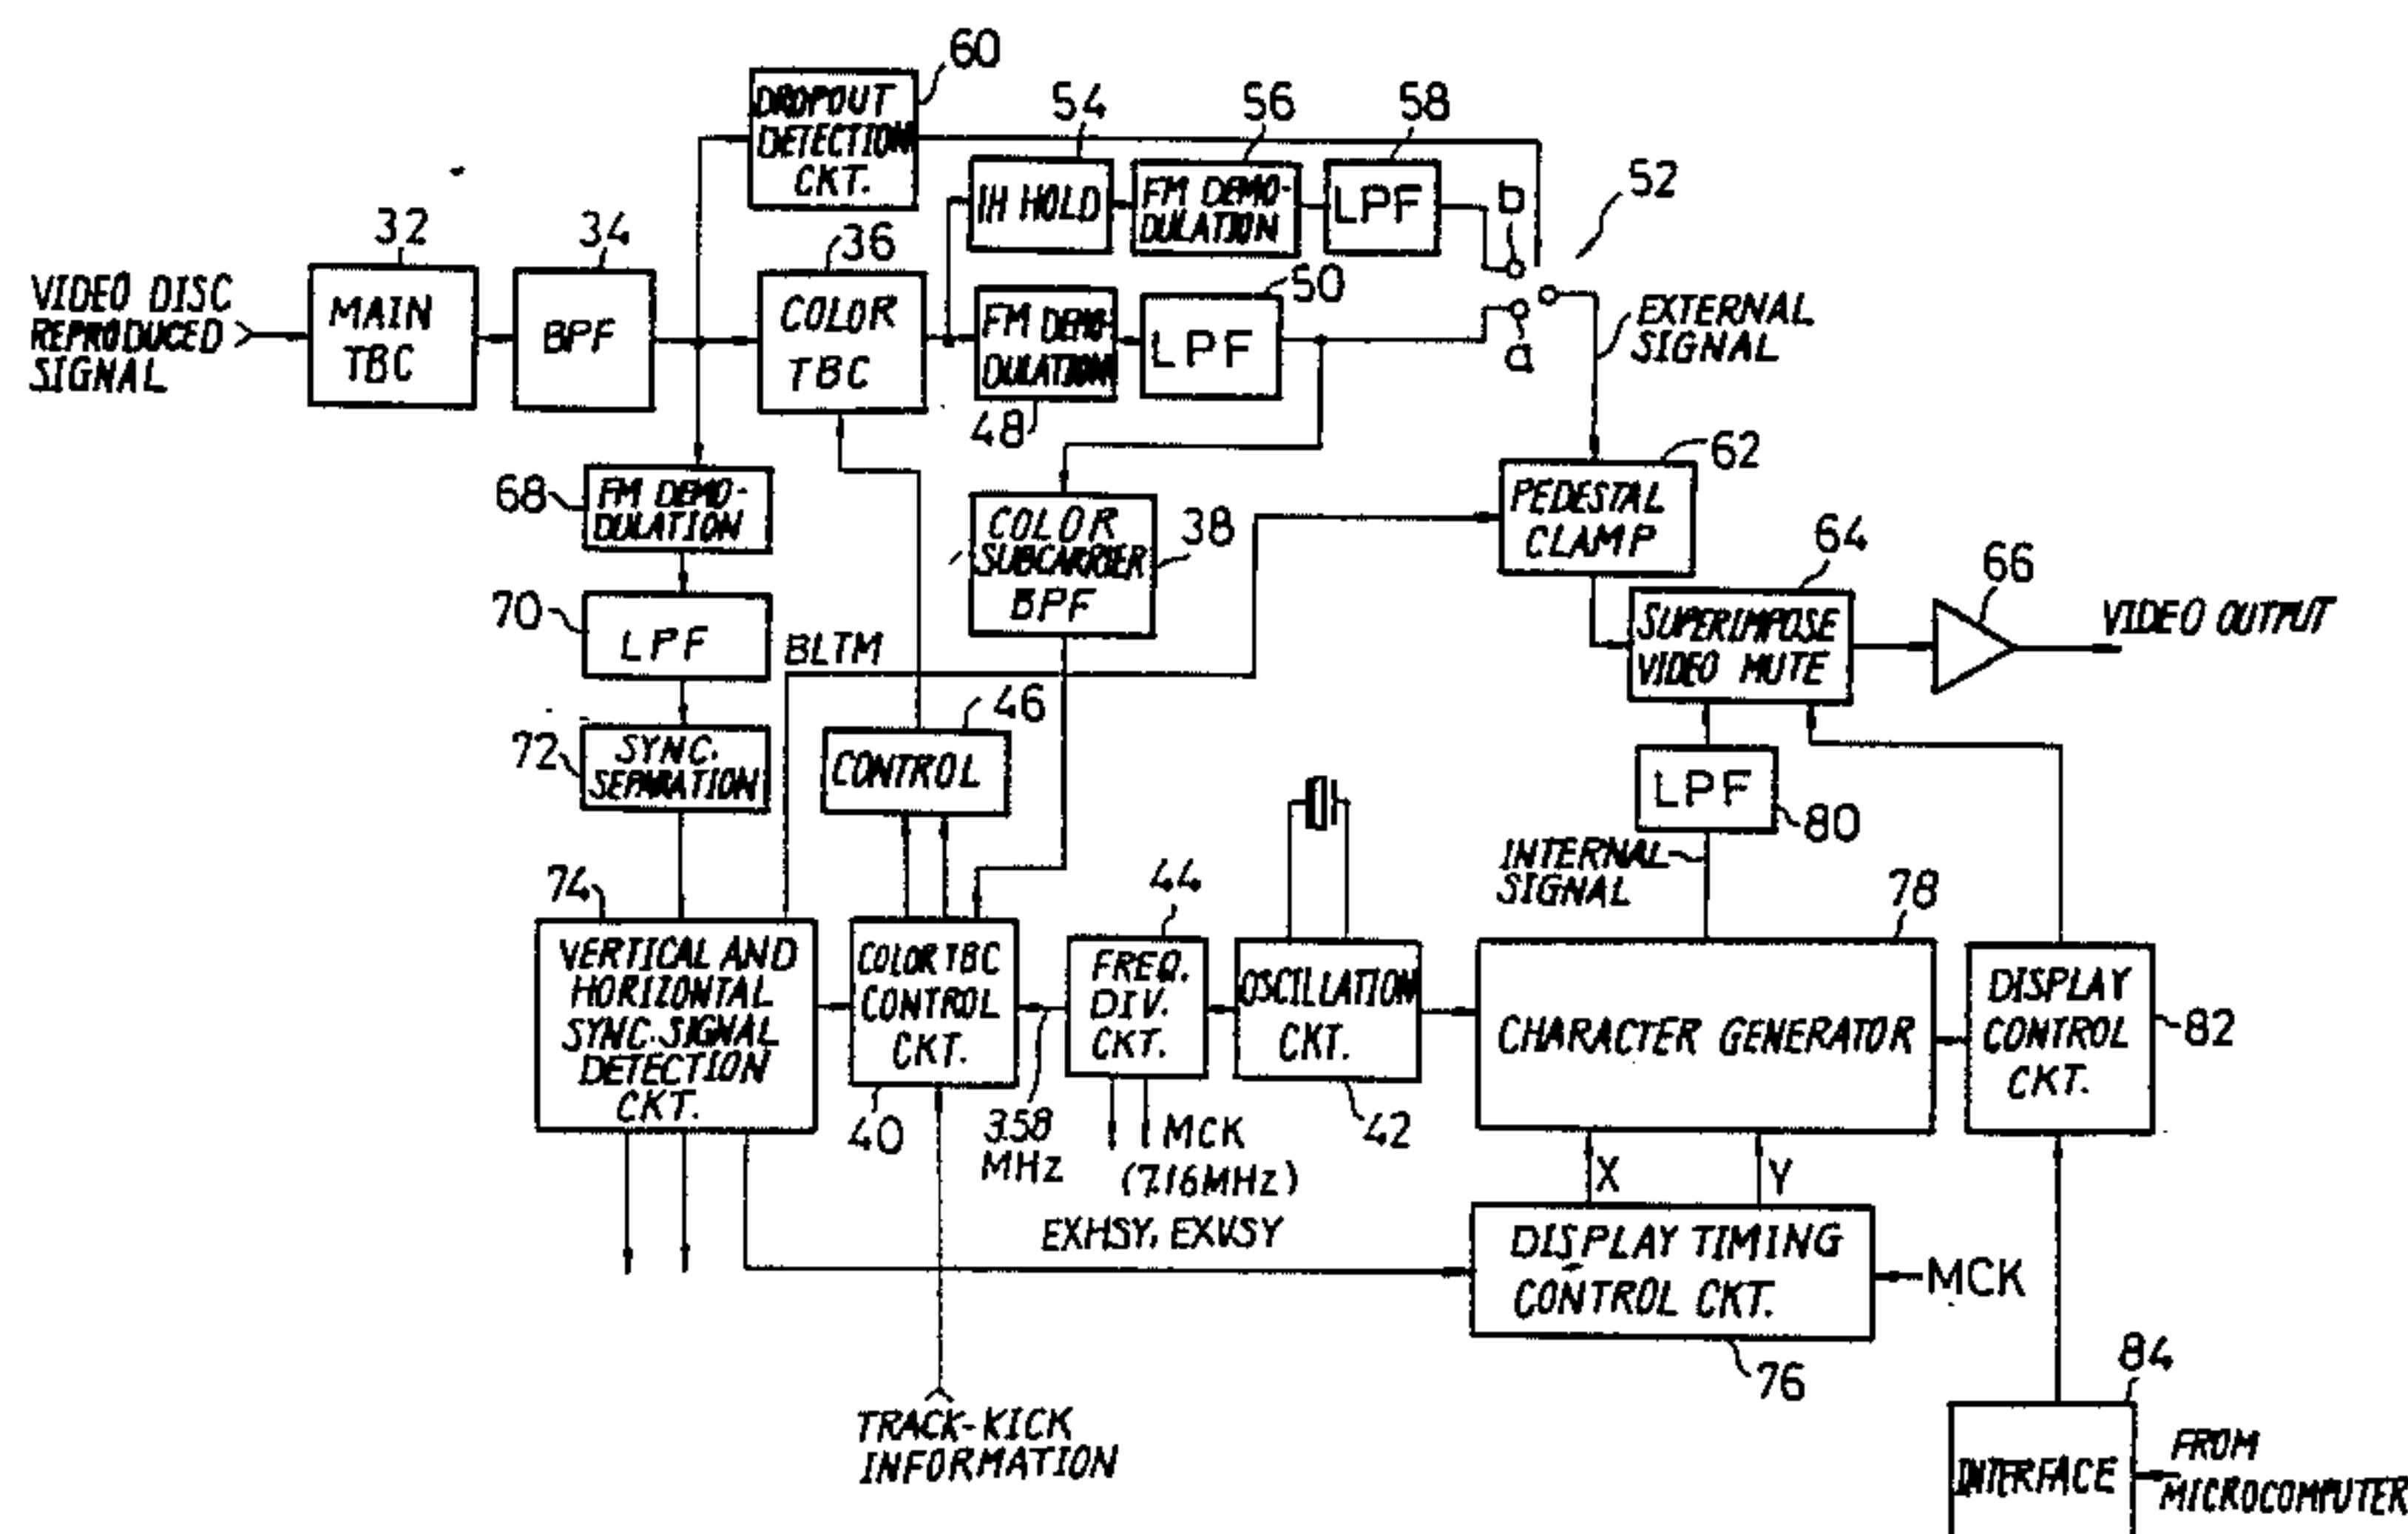 60
DROPOUT
DETECTION
CKT.
54
56
58
1H HOLD
FM DEMO-
DULATION
LPF
b
52
32
34
36
50
VIDEO DISC
REPRODUCED
SIGNAL
MAIN
TBC
BPF
COLOR
TBC
FM DEMO-
DULATION
LPF
a
EXTERNAL
SIGNAL
48
62
68
FM DEMO-
DULATION
COLOR
SUBCARRIER
BPF
38
PEDESTAL
CLAMP
64
66
70
LPF
BLTM
SUPERIMPOSE
VIDEO MUTE
VIDEO OUTPUT
46
72
SYNC.
SEPARATION
CONTROL
LPF
80
INTERNAL
SIGNAL
74
44
78
VERTICAL AND
HORIZONTAL
SYNC. SIGNAL
DETECTION
CKT.
COLOR TBC
CONTROL
CKT.
FREQ.
DIV.
CKT.
OSCILLATION
CKT.
CHARACTER GENERATOR
DISPLAY
CONTROL
CKT.
82
40
3.58
MHz
MCK
(7.16MHz)
42
X
Y
EXHSY, EXVSY
DISPLAY TIMING
CONTROL CKT.
MCK
76
84
TRACK-KICK
INFORMATION
INTERFACE
FROM
MICROCOMPUTER